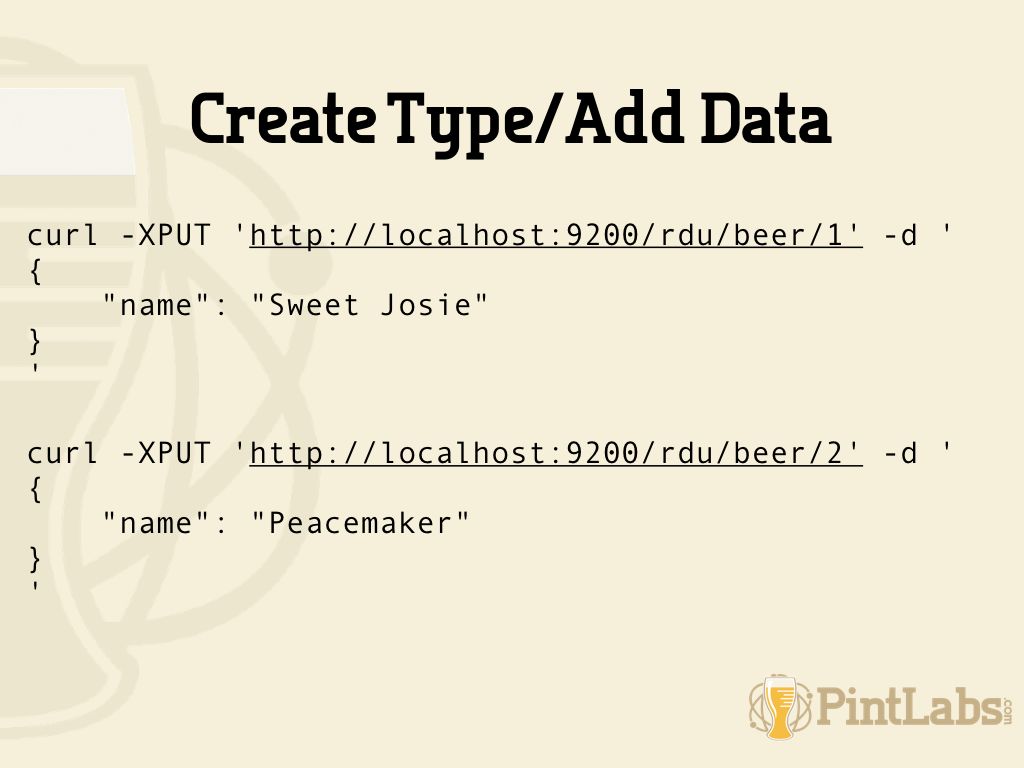 Create Type/Add Data
curl -XPUT 'http://localhost:9200/rdu/beer/1' -d '
{
    "name": "Sweet Josie"
}
'
curl -XPUT 'http://localhost:9200/rdu/beer/2' -d '
{
    "name": "Peacemaker"
}
'
PintLabs.com